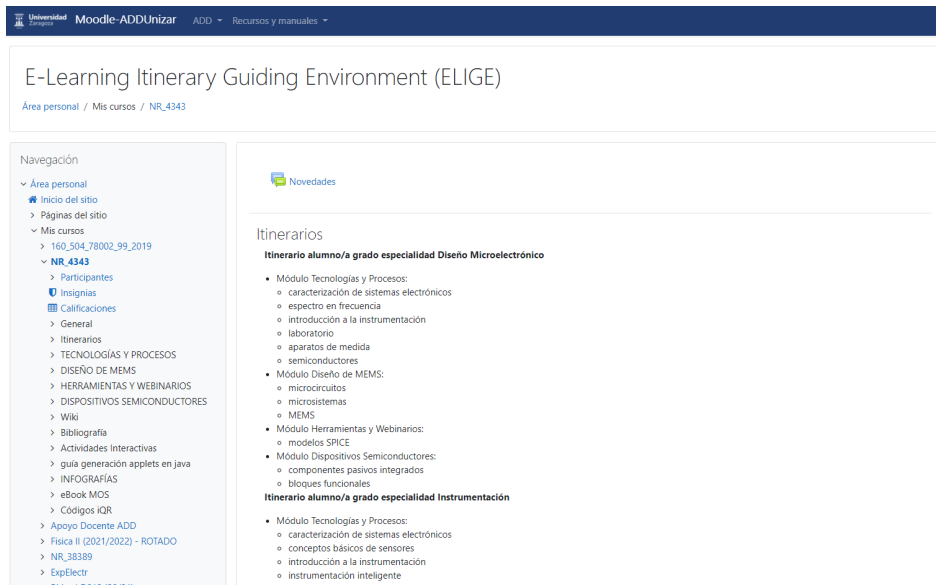 Universidad
Zaragoza
Moodle-ADDUnizar
ADD
Recursos y manuales
E-Learning Itinerary Guiding Environment (ELIGE)
Área personal / Mis cursos / NR_4343
Navegación
Área personal
Inicio del sitio
Páginas del sitio
Mis cursos
160_504_78002_99_2019
NR_4343
Participantes
Insignias
Calificaciones
General
Itinerarios
TECNOLOGÍAS Y PROCESOS
DISEÑO DE MEMS
HERRAMIENTAS Y WEBINARIOS
DISPOSITIVOS SEMICONDUCTORES
Wiki
Bibliografía
Actividades Interactivas
guía generación applets en java
INFOGRAFÍAS
eBook MOS
Códigos iQR
Apoyo Docente ADD
Fisica II (2021/2022) - ROTADO
NR_38389
ExpElectr
Novedades
Itinerarios
Itinerario alumno/a grado especialidad Diseño Microelectrónico
Módulo Tecnologías y Procesos:
caracterización de sistemas electrónicos
espectro en frecuencia
introducción a la instrumentación
laboratorio
aparatos de medida
semiconductores
Módulo Diseño de MEMS:
microcircuitos
microsistemas
MEMS
Módulo Herramientas y Webinarios:
modelos SPICE
Módulo Dispositivos Semiconductores:
componentes pasivos integrados
bloques funcionales
Itinerario alumno/a grado especialidad Instrumentación
Módulo Tecnologías y Procesos:
caracterización de sistemas electrónicos
conceptos básicos de sensores
introducción a la instrumentación
instrumentación inteligente